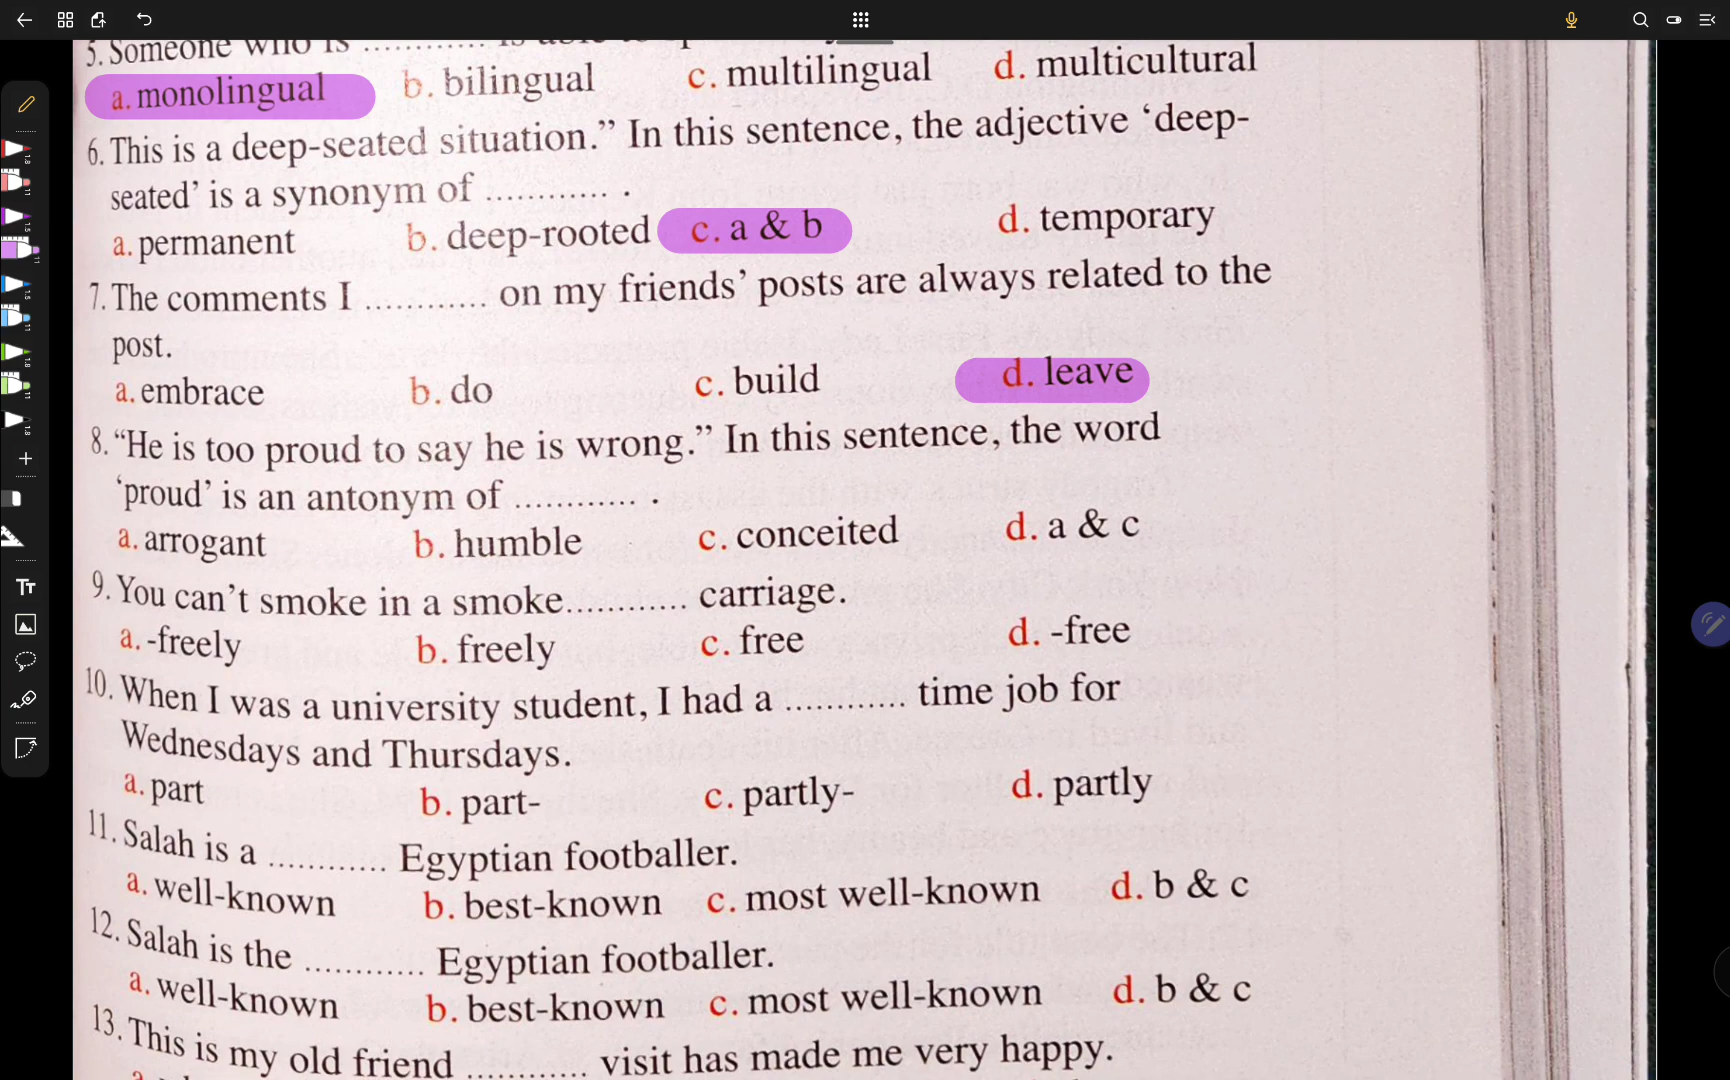 5. Someone who is ............
a. monolingual b. bilingual c. multilingual d. multicultural
6. This is a deep-seated situation.” In this sentence, the adjective ‘deep-
seated’ is a synonym of ............ .
a. permanent b. deep-rooted c. a & b d. temporary
7. The comments I ............ on my friends’ posts are always related to the
post.
a. embrace b. do c. build d. leave
8. “He is too proud to say he is wrong.” In this sentence, the word
‘proud’ is an antonym of ............ .
a. arrogant b. humble c. conceited d. a & c
9. You can’t smoke in a smoke............ carriage.
a. -freely b. freely c. free d. -free
10. When I was a university student, I had a ............ time job for
Wednesdays and Thursdays.
a. part b. part- c. partly- d. partly
11. Salah is a ............ Egyptian footballer.
a. well-known b. best-known c. most well-known d. b & c
12. Salah is the ............ Egyptian footballer.
a. well-known b. best-known c. most well-known d. b & c
13. This is my old friend ............ visit has made me very happy.